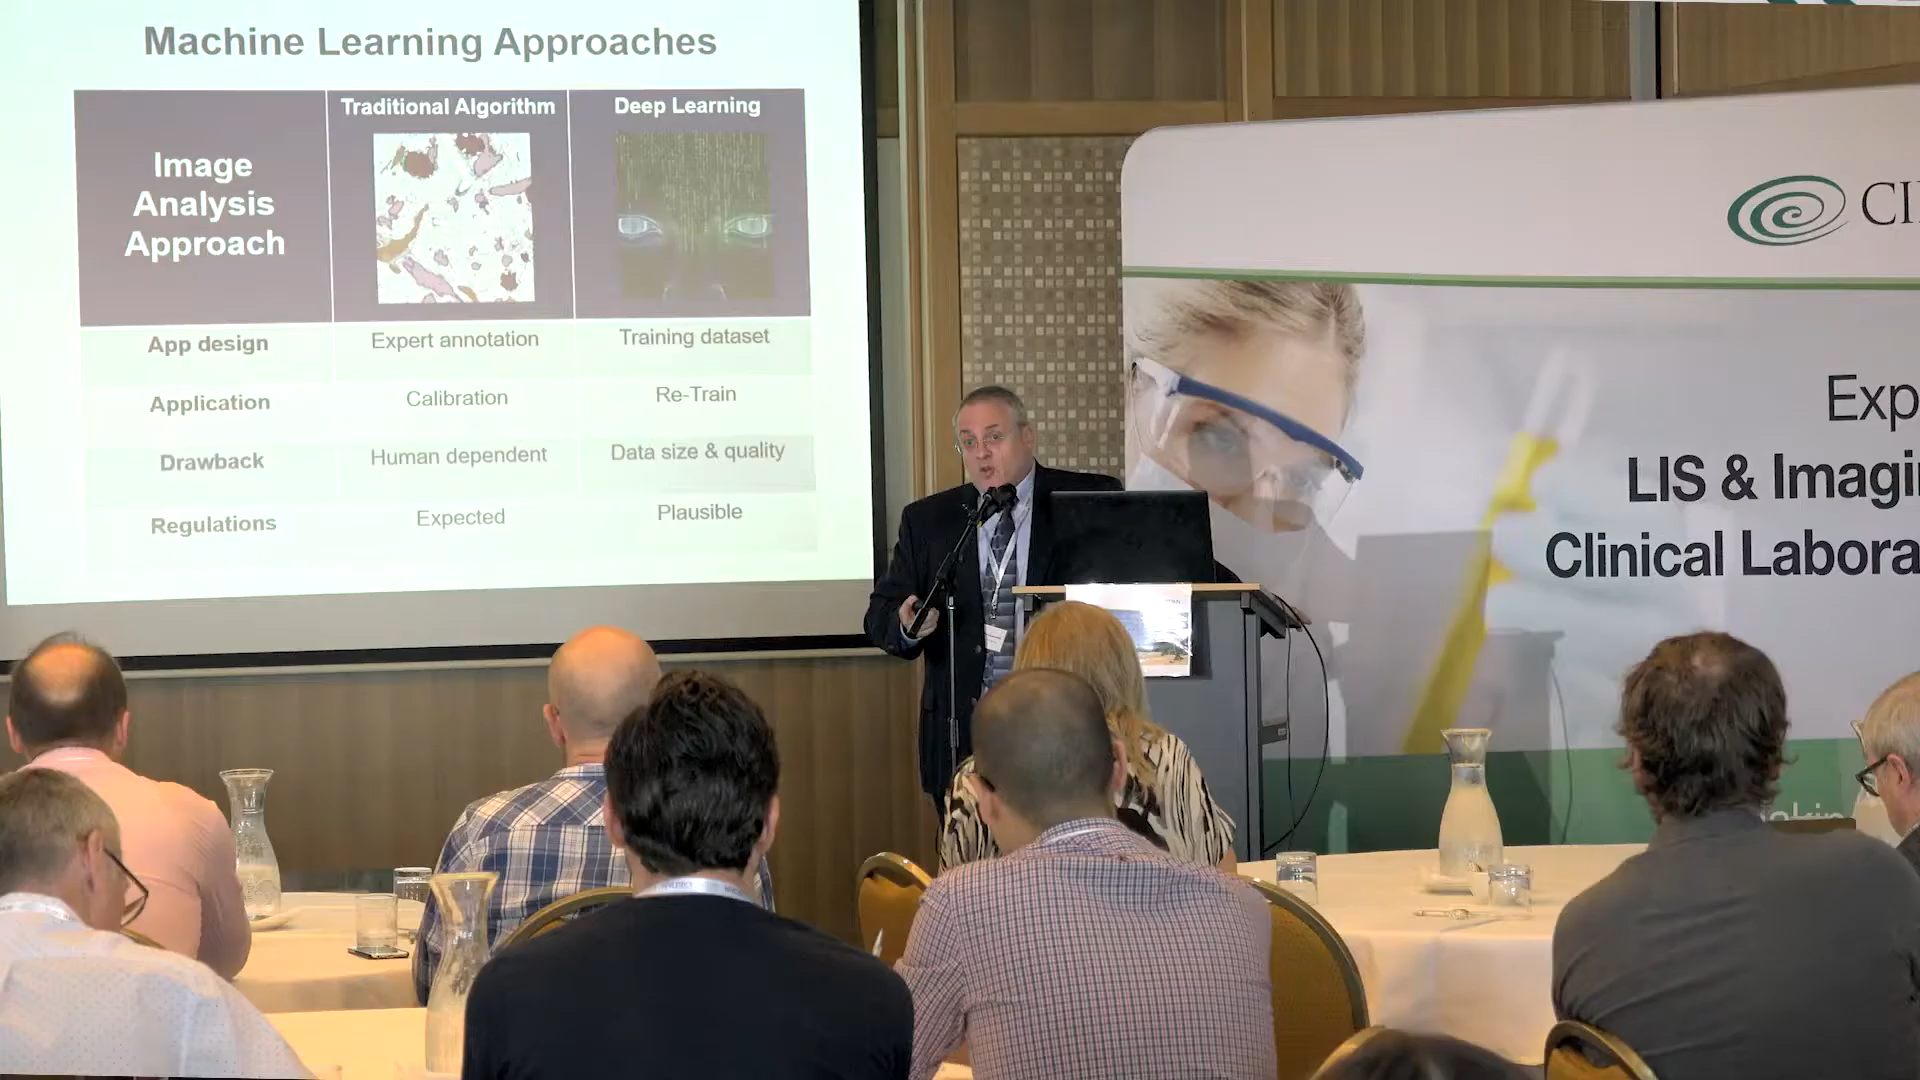 Machine Learning Approaches
Image
Analysis
Approach
Traditional Algorithm
Deep Learning
App design
Expert annotation
Training dataset
Application
Calibration
Re-Train
Drawback
Human dependent
Data size & quality
Regulations
Expected
Plausible
CI
Exp
LIS & Imagi
Clinical Labora